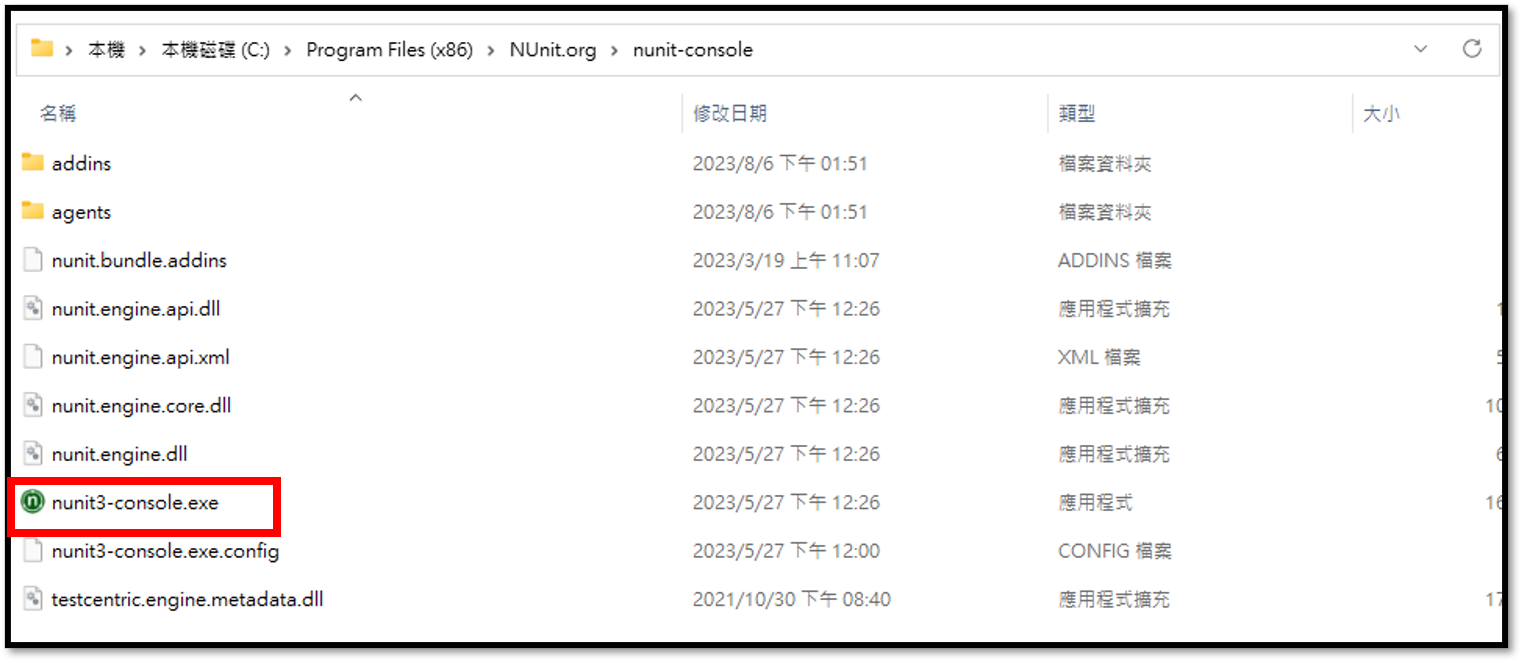 本機 › 本機磁碟 (C:) › Program Files (x86) › NUnit.org › nunit-console
名稱 修改日期 類型 大小
addins 2023/8/6 下午 01:51 檔案資料夾
agents 2023/8/6 下午 01:51 檔案資料夾
nunit.bundle.addins 2023/3/19 上午 11:07 ADDINS 檔案
nunit.engine.api.dll 2023/5/27 下午 12:26 應用程式擴充
nunit.engine.api.xml 2023/5/27 下午 12:26 XML 檔案
nunit.engine.core.dll 2023/5/27 下午 12:26 應用程式擴充
nunit.engine.dll 2023/5/27 下午 12:26 應用程式擴充
nunit3-console.exe 2023/5/27 下午 12:26 應用程式
nunit3-console.exe.config 2023/5/27 下午 12:00 CONFIG 檔案
testcentric.engine.metadata.dll 2021/10/30 下午 08:40 應用程式擴充